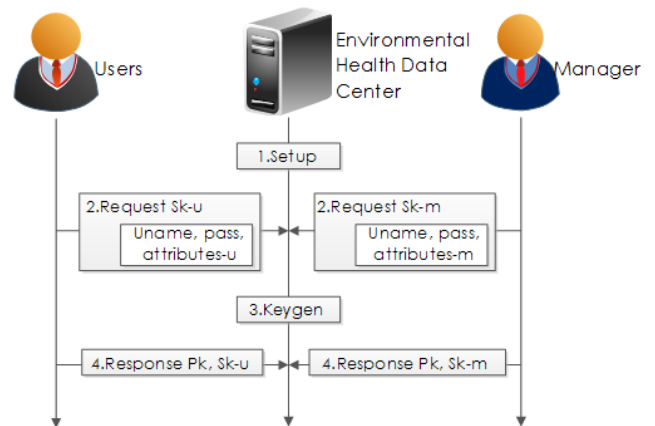 Users
Environmental
Health Data
Center
Manager
1.Setup
2.Request Sk-u
Uname, pass,
attributes-u
2.Request Sk-m
Uname, pass,
attributes-m
3.Keygen
4.Response Pk, Sk-u
4.Response Pk, Sk-m